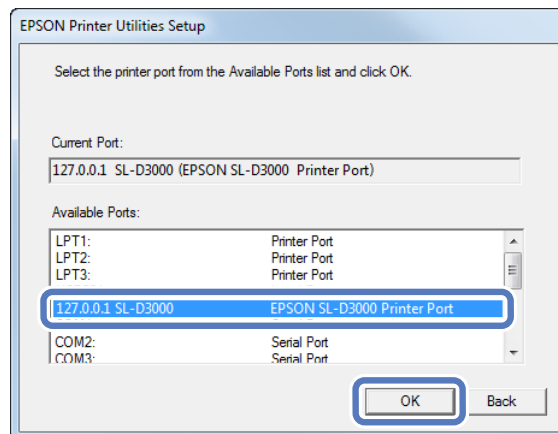 EPSON Printer Utilities Setup
Select the printer port from the Available Ports list and click OK.
Current Port:
127.0.0.1 SL-D3000 (EPSON SL-D3000 Printer Port)
Available Ports:
LPT1: Printer Port
LPT2: Printer Port
LPT3: Printer Port
127.0.0.1 SL-D3000 EPSON SL-D3000 Printer Port
COM2: Serial Port
COM3: Serial Port
OK Back